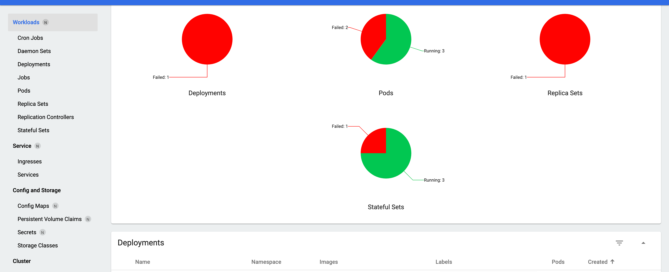 Workloads N
Cron Jobs
Daemon Sets
Deployments
Jobs
Pods
Replica Sets
Replication Controllers
Stateful Sets
Service N
Ingresses
Services
Config and Storage
Config Maps N
Persistent Volume Claims N
Secrets N
Storage Classes
Cluster
Failed: 1
Deployments
Failed: 2
Running: 3
Pods
Failed: 1
Replica Sets
Failed: 1
Running: 3
Stateful Sets
Deployments
Name Namespace Images Labels Pods Created ↑